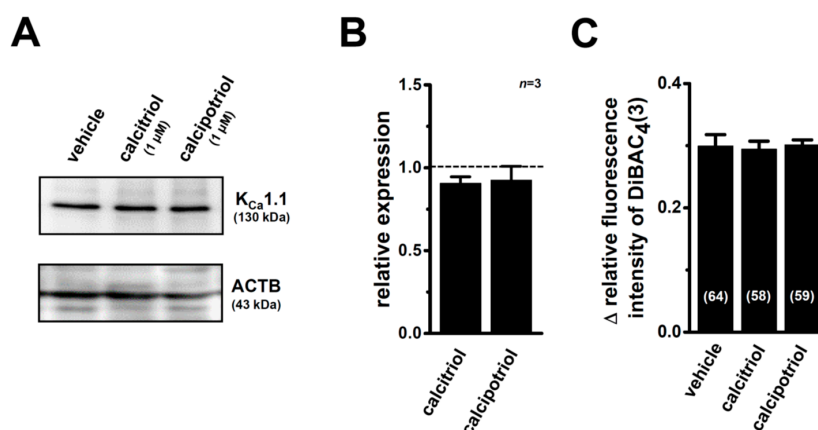 A
vehicle
calcitriol
(1 µM)
calcipotriol
(1 µM)
K_Ca1.1
(130 kDa)
ACTB
(43 kDa)
B
relative expression
1.5
1.0
0.5
0.0
n=3
calcitriol
calcipotriol
C
Δ relative fluorescence
intensity of DiBAC₄(3)
0.4
0.2
0.0
(64)
(58)
(59)
vehicle
calcitriol
calcipotriol